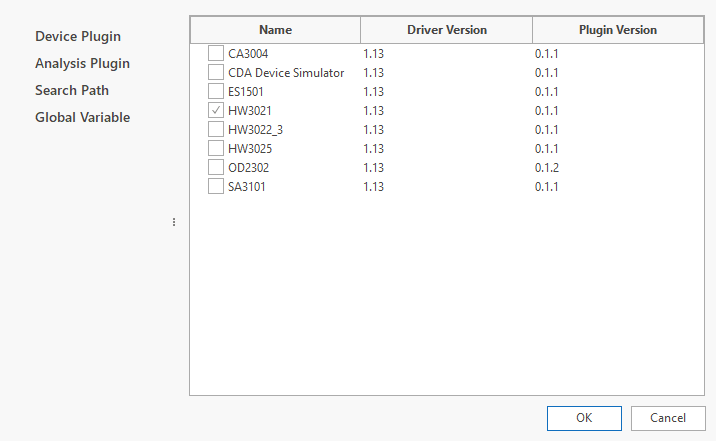 Device Plugin
Analysis Plugin
Search Path
Global Variable
Name Driver Version Plugin Version
CA3004 1.13 0.1.1
CDA Device Simulator 1.13 0.1.1
ES1501 1.13 0.1.1
HW3021 1.13 0.1.1
HW3022_3 1.13 0.1.1
HW3025 1.13 0.1.1
OD2302 1.13 0.1.2
SA3101 1.13 0.1.1
OK Cancel